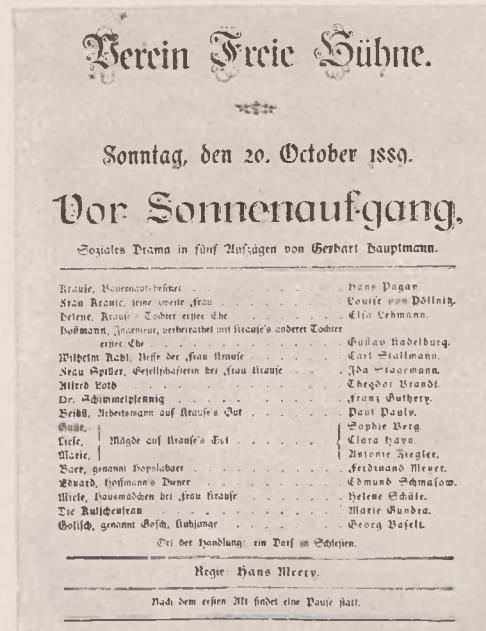 Verein Freie Bühne.
Sonntag, den 20. October 1889.
Vor Sonnenaufgang.
Soziales Drama in fünf Aufzügen von Gerhart Hauptmann.
Krause, Bauerngutsbesitzer . . . . . Hans Pagay.
Frau Krause, seine zweite Frau . . . . . Louise von Pöllnitz.
Helene, Krause's Tochter erster Ehe . . . . . Elsa Lehmann.
Hoffmann, Ingenieur, verheirathet mit Krause's anderer Tochter
erster Ehe . . . . . Gustav Kadelburg.
Wilhelm Kahl, Neffe der Frau Krause . . . . . Carl Stallmann.
Frau Spiller, Gesellschafterin bei Frau Krause . . . . . Ida Stagemann.
Alfred Loth . . . . . Theodor Brandt.
Dr. Schimmelpfennig . . . . . Franz Guthery.
Beibst, Arbeitsmann auf Krause's Gut . . . . . Paul Pauly.
Guste, Sophie Berg.
Liese, Mägde auf Krause's Gut . . . . . Clara Hayn.
Marie, Antonie Ziegler.
Baer, genannt Hopslabaer . . . . . Ferdinand Meyer.
Eduard, Hoffmann's Diener . . . . . Edmund Schmasow.
Miele, Hausmädchen bei Frau Krause . . . . . Helene Schüle.
Die Kutschenfrau . . . . . Marie Gundra.
Golisch, genannt Gosch, Kuhjunge . . . . . Georg Baselt.
Ort der Handlung: ein Dorf in Schlesien.
Regie: Hans Meery.
Nach dem ersten Akt findet eine Pause statt.